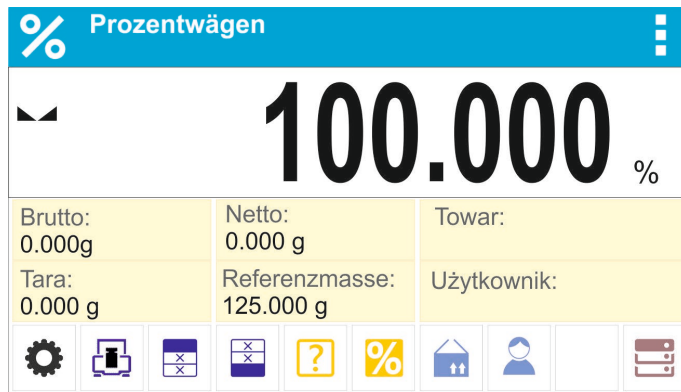 % Prozentwägen
100.000 %
Brutto: Netto: Towar:
0.000g 0.000 g
Tara: Referenzmasse: Użytkownik:
0.000 g 125.000 g
? %